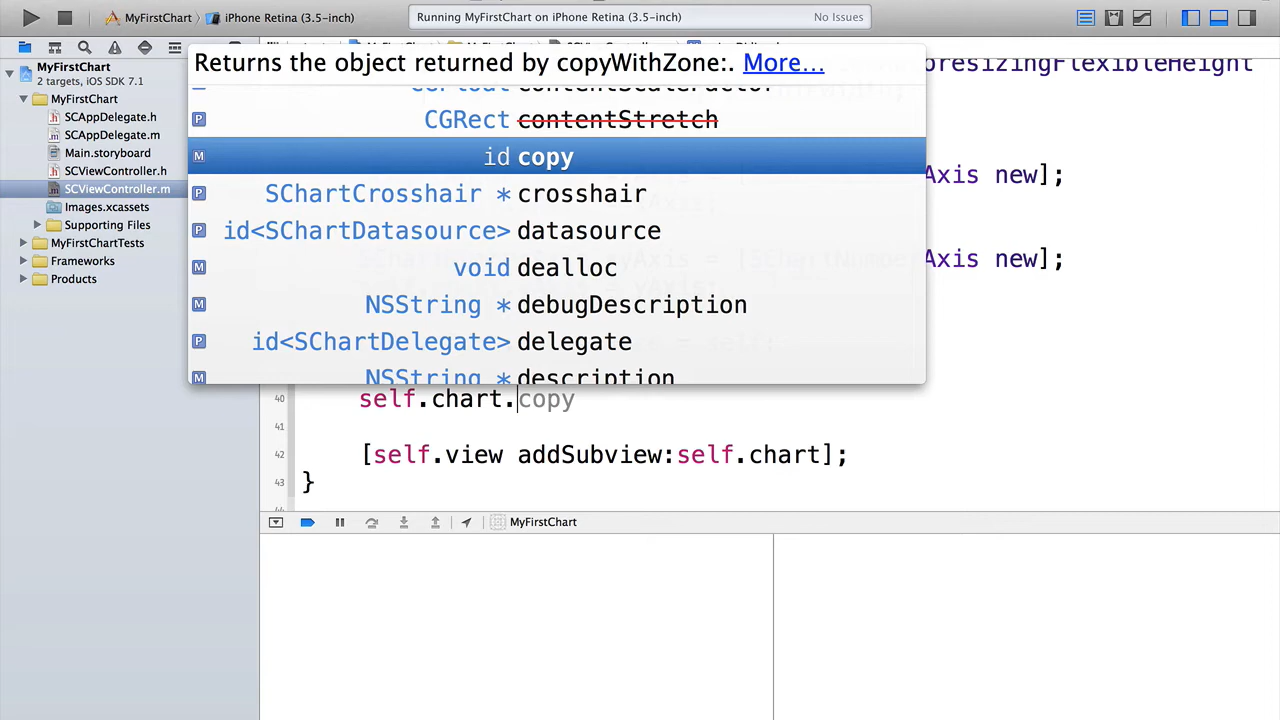 MyFirstChart
iPhone Retina (3.5-inch)
Running MyFirstChart on iPhone Retina (3.5-inch)
No Issues
MyFirstChart
2 targets, iOS SDK 7.1
MyFirstChart
SCAppDelegate.h
SCAppDelegate.m
Main.storyboard
SCViewController.h
SCViewController.m
Images.xcassets
Supporting Files
MyFirstChartTests
Frameworks
Products
Returns the object returned by copyWithZone:. More...
CGFloat contentScaleFactor
P CGRect contentStretch
M id copy
P SChartCrosshair * crosshair
P id<SChartDatasource> datasource
M void dealloc
M NSString * debugDescription
P id<SChartDelegate> delegate
M NSString * description
Axis new];
Axis new];
40 self.chart.copy
41
42 [self.view addSubview:self.chart];
43 }
MyFirstChart